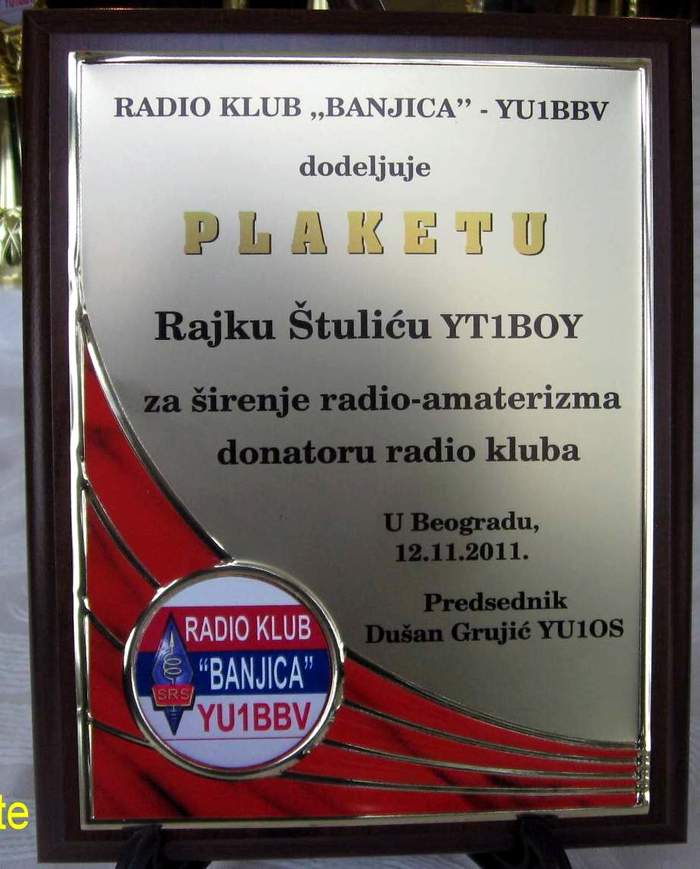 RADIO KLUB „BANJICA” - YU1BBV
dodeljuje
PLAKETU
Rajku Štuliću YT1BOY
za širenje radio-amaterizma
donatoru radio kluba
U Beogradu,
12.11.2011.
Predsednik
Dušan Grujić YU1OS
RADIO KLUB
“BANJICA”
SRS
YU1BBV
te